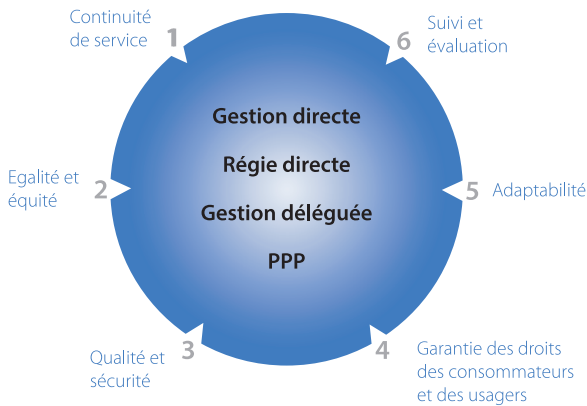 Continuité
de service
1
6
Suivi et
évaluation
Gestion directe
Régie directe
Gestion déléguée
PPP
Egalité et
équité
2
5
Adaptabilité
Qualité et
sécurité
3
4
Garantie des droits
des consommateurs
et des usagers